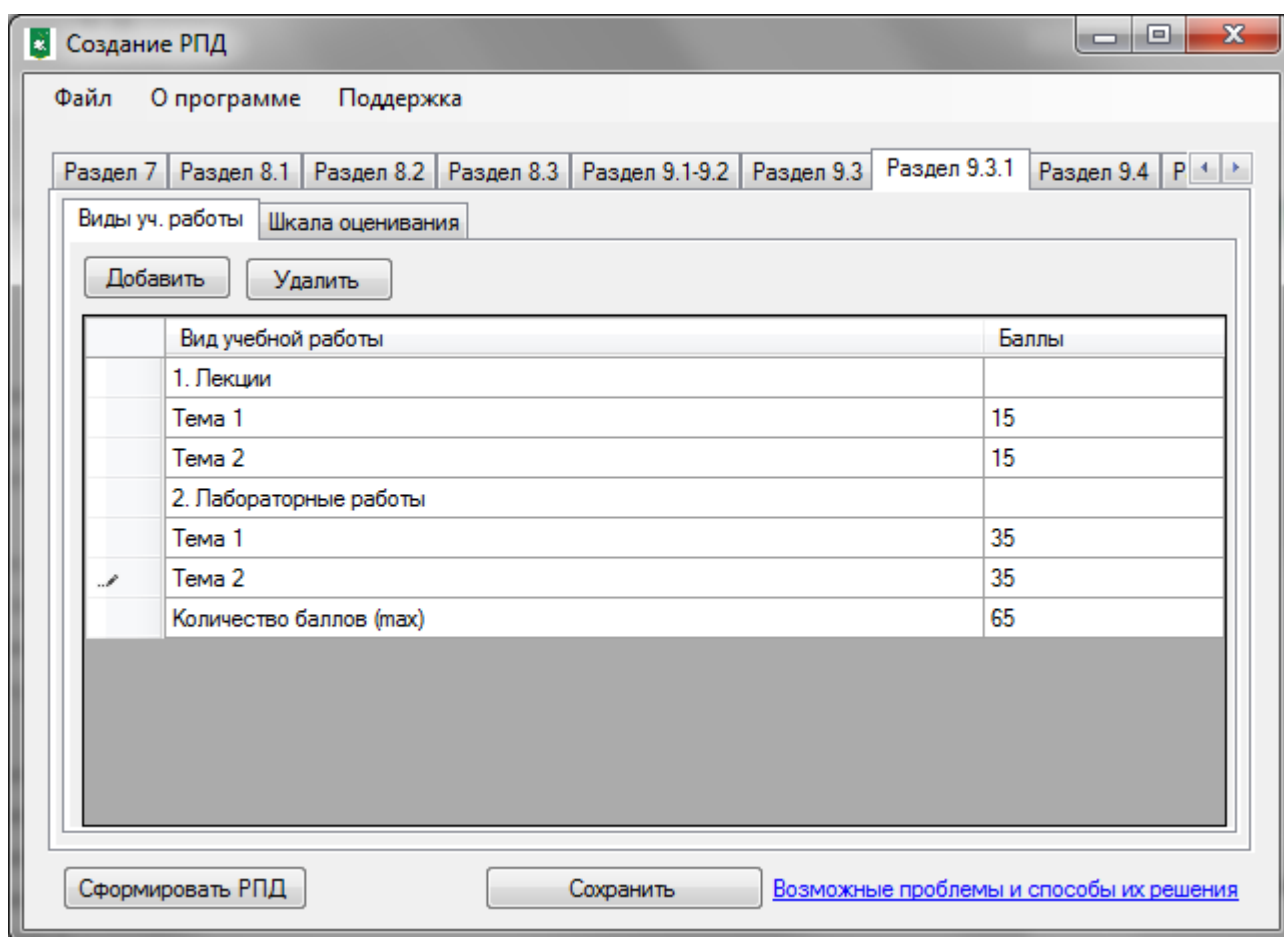 Создание РПД
Файл О программе Поддержка
Раздел 7 Раздел 8.1 Раздел 8.2 Раздел 8.3 Раздел 9.1-9.2 Раздел 9.3 Раздел 9.3.1 Раздел 9.4 Р
Виды уч. работы Шкала оценивания
Добавить Удалить
Вид учебной работы Баллы
1. Лекции
Тема 1 15
Тема 2 15
2. Лабораторные работы
Тема 1 35
Тема 2 35
Количество баллов (max) 65
Сформировать РПД Сохранить Возможные проблемы и способы их решения